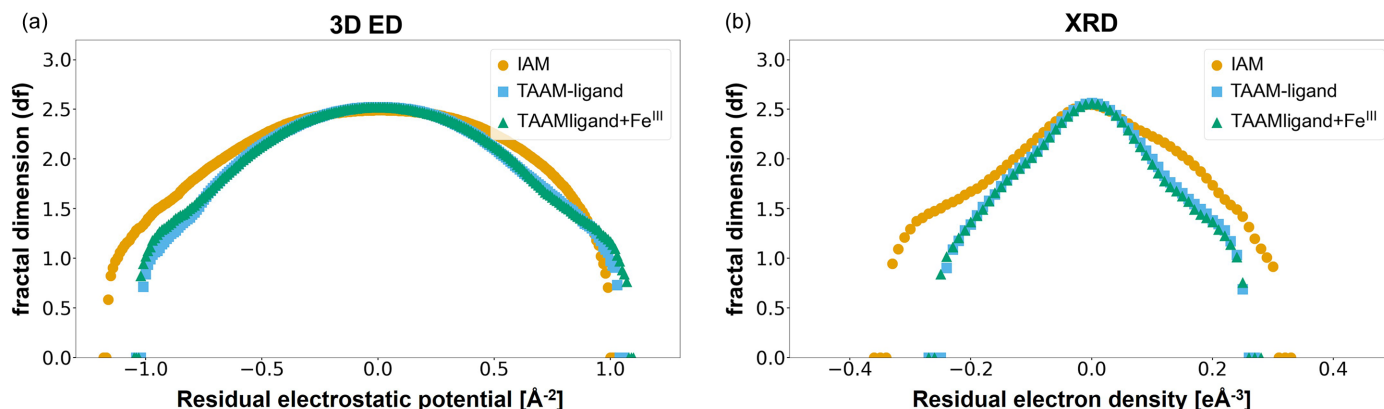 (a)
3D ED
fractal dimension (df)
3.0
2.5
2.0
1.5
1.0
0.5
0.0
IAM
TAAM-ligand
TAAMligand+Feᴵᴵᴵ
−1.0
−0.5
0.0
0.5
1.0
Residual electrostatic potential [Å⁻²]
(b)
XRD
fractal dimension (df)
3.0
2.5
2.0
1.5
1.0
0.5
0.0
IAM
TAAM-ligand
TAAMligand+Feᴵᴵᴵ
−0.4
−0.2
0.0
0.2
0.4
Residual electron density [eÅ⁻³]